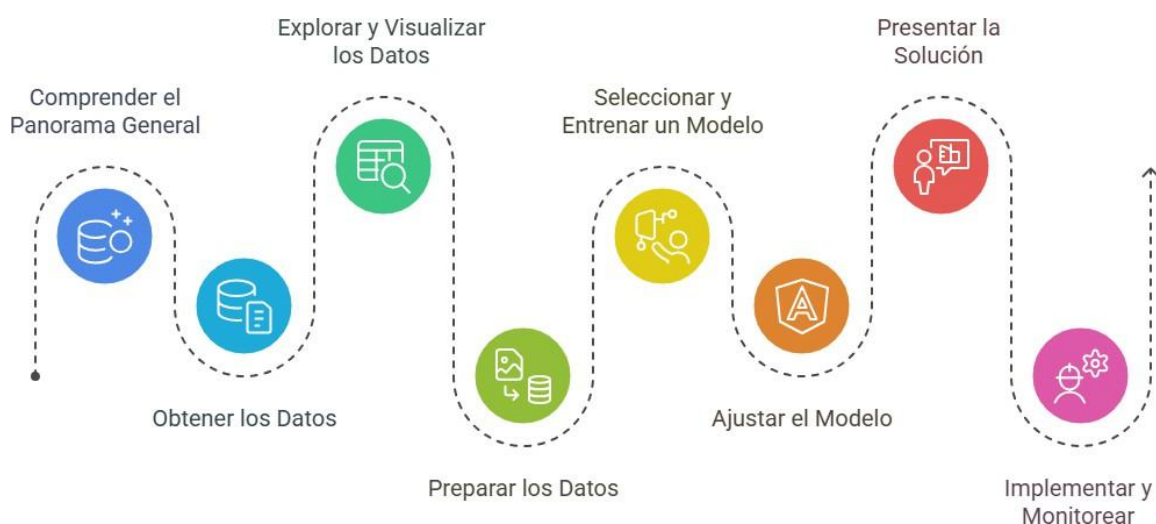 Comprender el
Panorama General
Obtener los Datos
Explorar y Visualizar
los Datos
Preparar los Datos
Seleccionar y
Entrenar un Modelo
Ajustar el Modelo
Presentar la
Solución
Implementar y
Monitorear